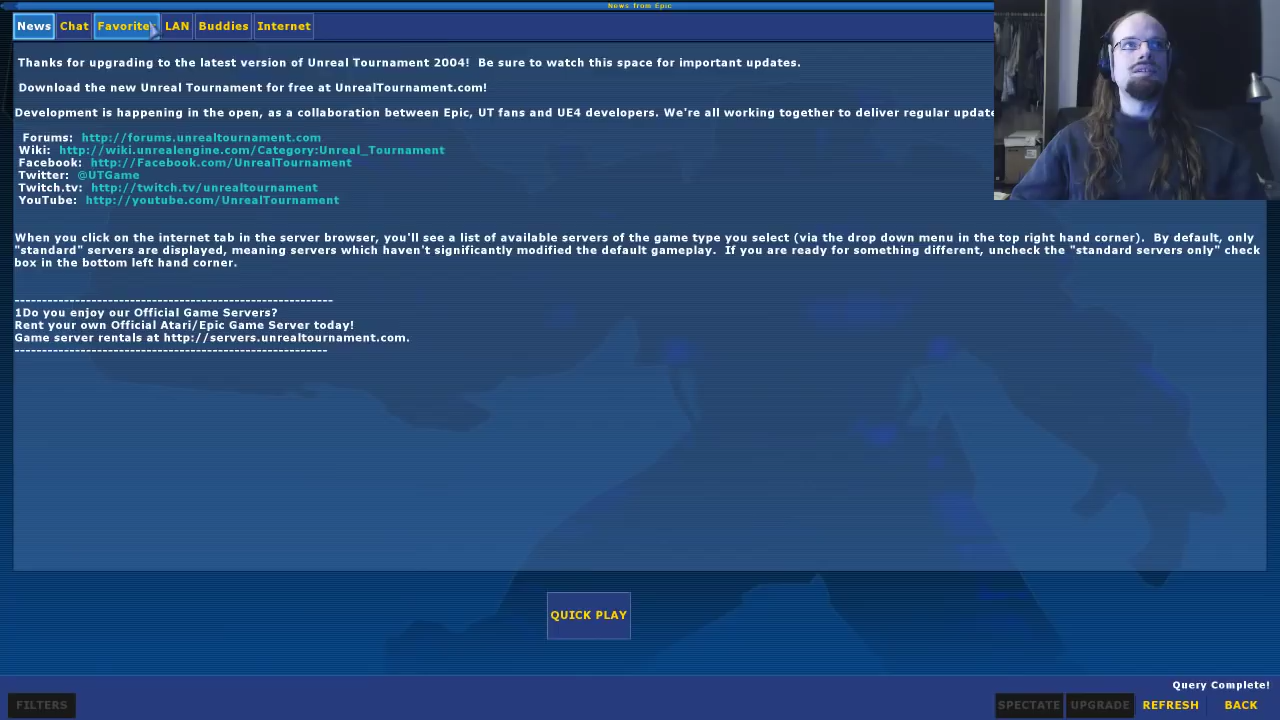 News from Epic
News Chat Favorite LAN Buddies Internet
Thanks for upgrading to the latest version of Unreal Tournament 2004! Be sure to watch this space for important updates.
Download the new Unreal Tournament for free at UnrealTournament.com!
Development is happening in the open, as a collaboration between Epic, UT fans and UE4 developers. We're all working together to deliver regular update
Forums: http://forums.unrealtournament.com
Wiki: http://wiki.unrealengine.com/Category:Unreal_Tournament
Facebook: http://Facebook.com/UnrealTournament
Twitter: @UTGame
Twitch.tv: http://twitch.tv/unrealtournament
YouTube: http://youtube.com/UnrealTournament
When you click on the internet tab in the server browser, you'll see a list of available servers of the game type you select (via the drop down menu in the top right hand corner). By default, only
"standard" servers are displayed, meaning servers which haven't significantly modified the default gameplay. If you are ready for something different, uncheck the "standard servers only" check
box in the bottom left hand corner.
----------------------------------------------------------
1Do you enjoy our Official Game Servers?
Rent your own Official Atari/Epic Game Server today!
Game server rentals at http://servers.unrealtournament.com.
---------------------------------------------------------
QUICK PLAY
Query Complete!
FILTERS SPECTATE UPGRADE REFRESH BACK